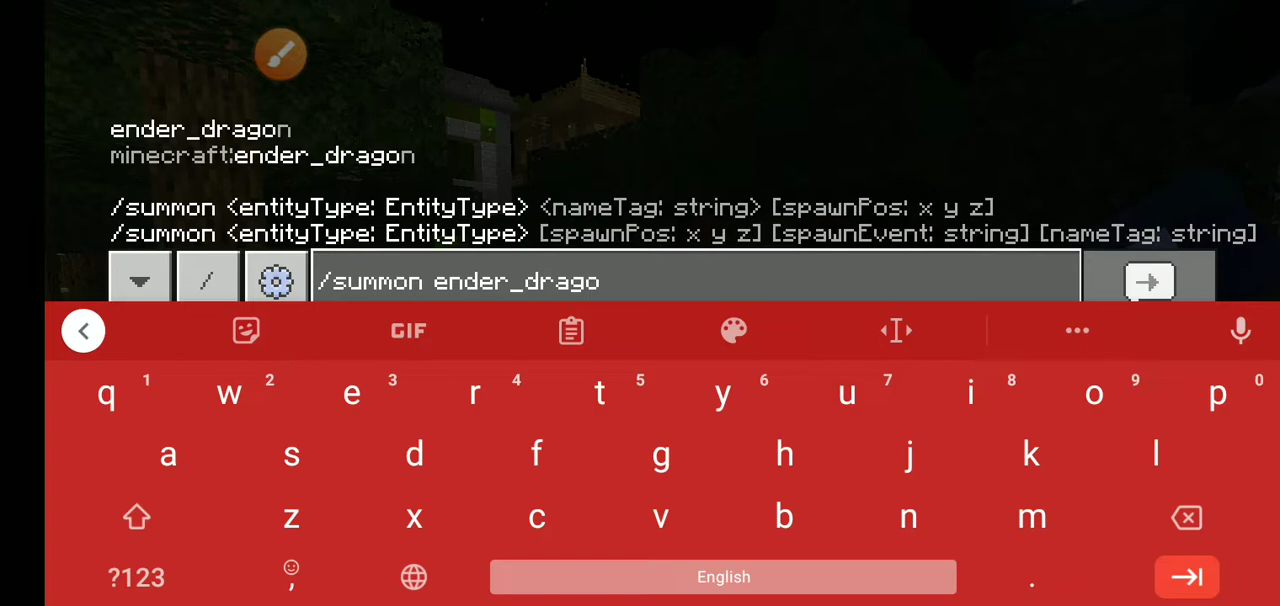 ender_dragon
minecraft:ender_dragon
/summon <entityType: EntityType> <nameTag: string> [spawnPos: x y z]
/summon <entityType: EntityType> [spawnPos: x y z] [spawnEvent: string] [nameTag: string]
/ /summon ender_drago
GIF
q 1 w 2 e 3 r 4 t 5 y 6 u 7 i 8 o 9 p 0
a s d f g h j k l
z x c v b n m
?123 , English .